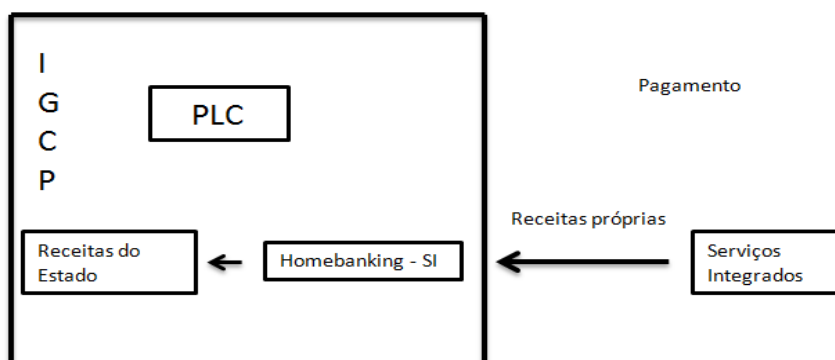 I
G
C
P
PLC
Pagamento
Receitas próprias
Receitas do
Estado
Homebanking - SI
Serviços
Integrados